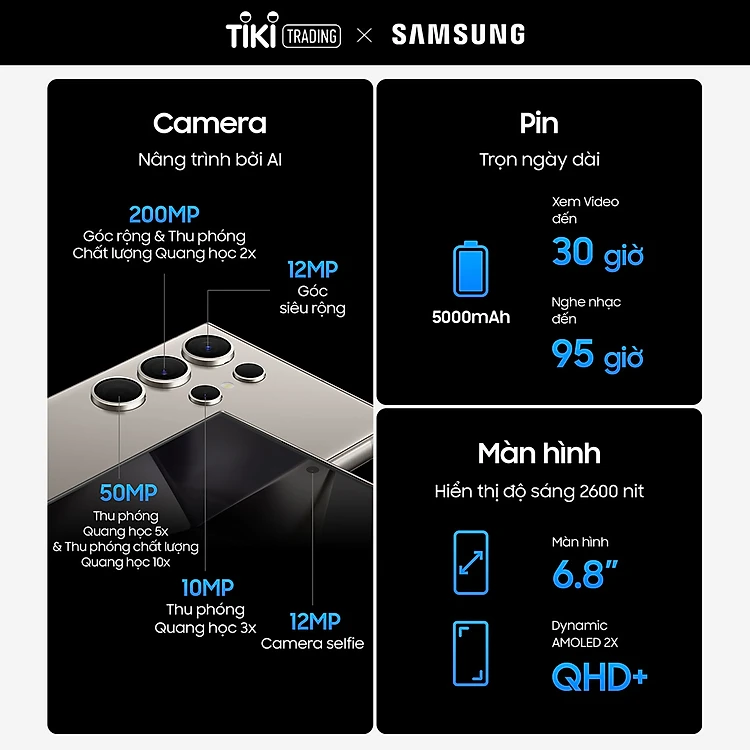 TIKI TRADING × SAMSUNG
Camera
Nâng trình bởi AI
200MP
Góc rộng & Thu phóng
Chất lượng Quang học 2x
12MP
Góc
siêu rộng
50MP
Thu phóng
Quang học 5x
& Thu phóng chất lượng
Quang học 10x
10MP
Thu phóng
Quang học 3x
12MP
Camera selfie
Pin
Trọn ngày dài
5000mAh
Xem Video
đến
30 giờ
Nghe nhạc
đến
95 giờ
Màn hình
Hiển thị độ sáng 2600 nit
Màn hình
6.8”
Dynamic
AMOLED 2X
QHD+